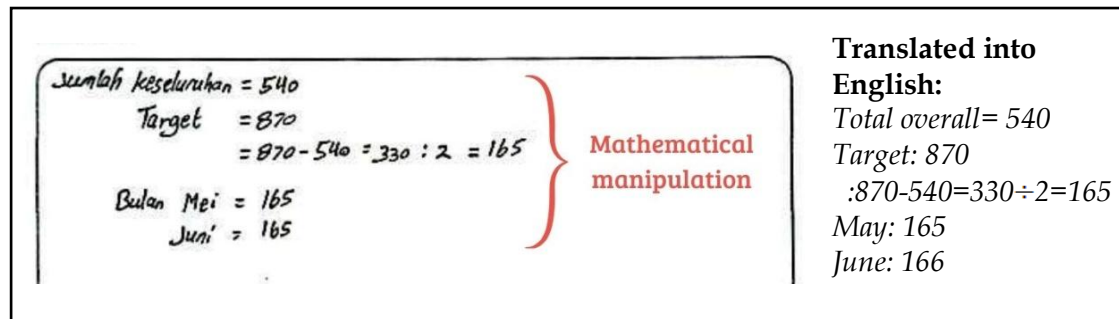 Jumlah keseluruhan = 540
Target = 870
= 870 - 540 = 330 : 2 = 165
Bulan Mei = 165
Juni = 165
Mathematical
manipulation
Translated into
English:
Total overall= 540
Target: 870
:870-540=330÷2=165
May: 165
June: 166